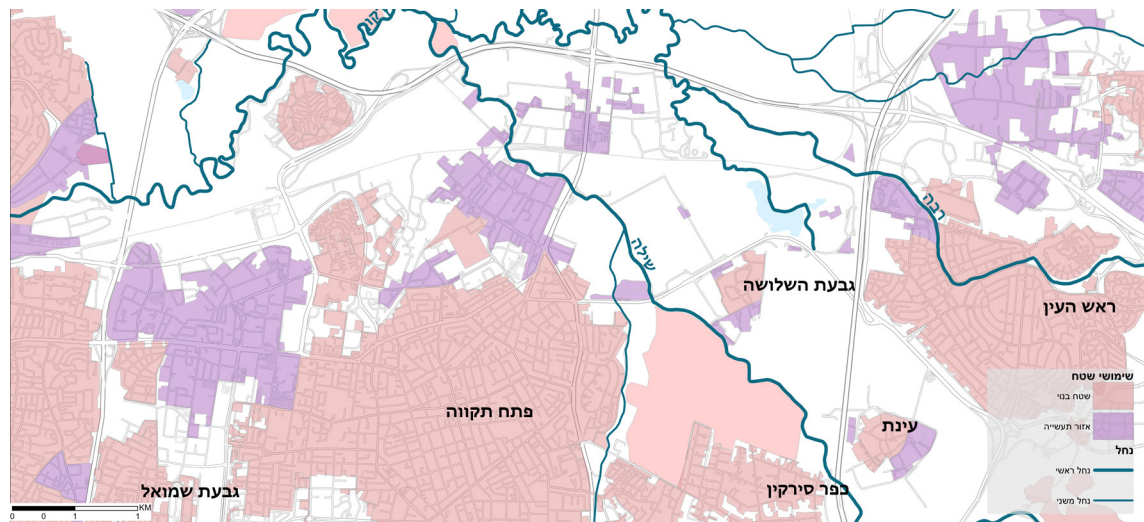 שילה
רבה
גבעת השלושה
ראש העין
פתח תקווה
עינת
גבעת שמואל
כפר סירקין
שימושי שטח
שטח בנוי
אזור תעשייה
נחל
נחל ראשי
נחל משני
KM
1 0 1 0